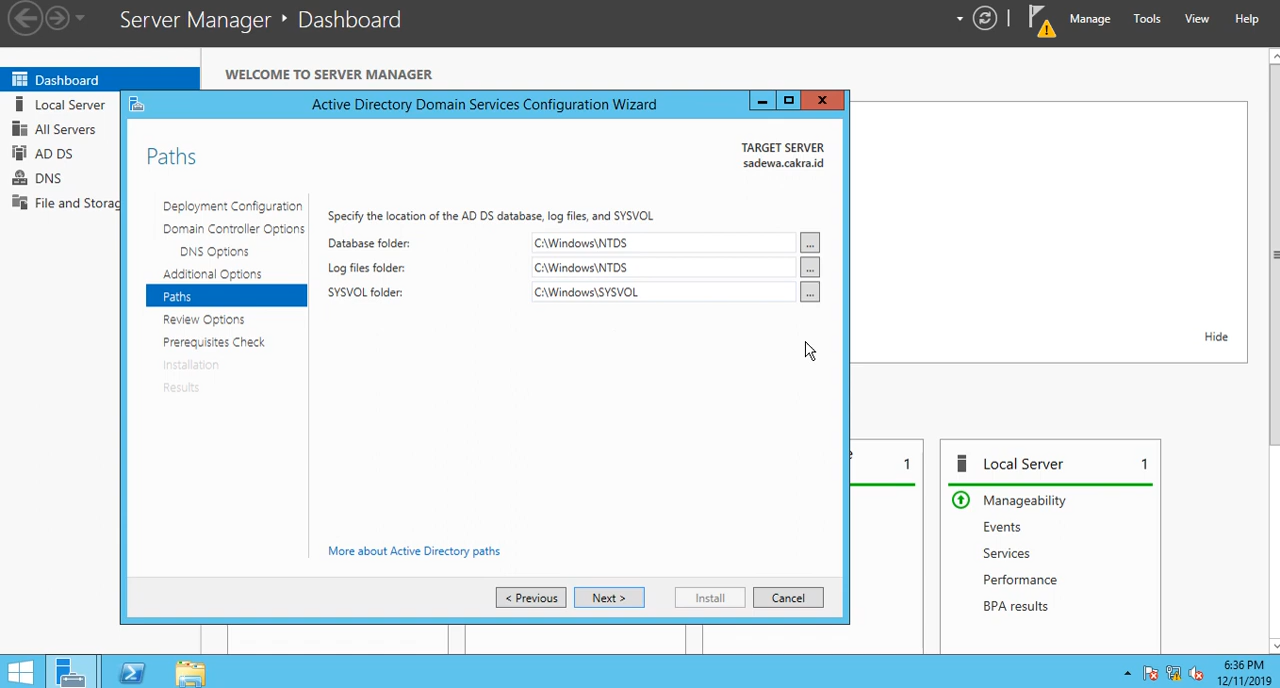 Server Manager ‣ Dashboard
Manage Tools View Help
Dashboard
Local Server
All Servers
AD DS
DNS
File and Storag
WELCOME TO SERVER MANAGER
Hide
Active Directory Domain Services Configuration Wizard
Paths
TARGET SERVER
sadewa.cakra.id
Deployment Configuration
Domain Controller Options
DNS Options
Additional Options
Paths
Review Options
Prerequisites Check
Installation
Results
Specify the location of the AD DS database, log files, and SYSVOL
Database folder: C:\Windows\NTDS ...
Log files folder: C:\Windows\NTDS ...
SYSVOL folder: C:\Windows\SYSVOL ...
More about Active Directory paths
< Previous Next > Install Cancel
1
Local Server 1
Manageability
Events
Services
Performance
BPA results
6:36 PM
12/11/2019